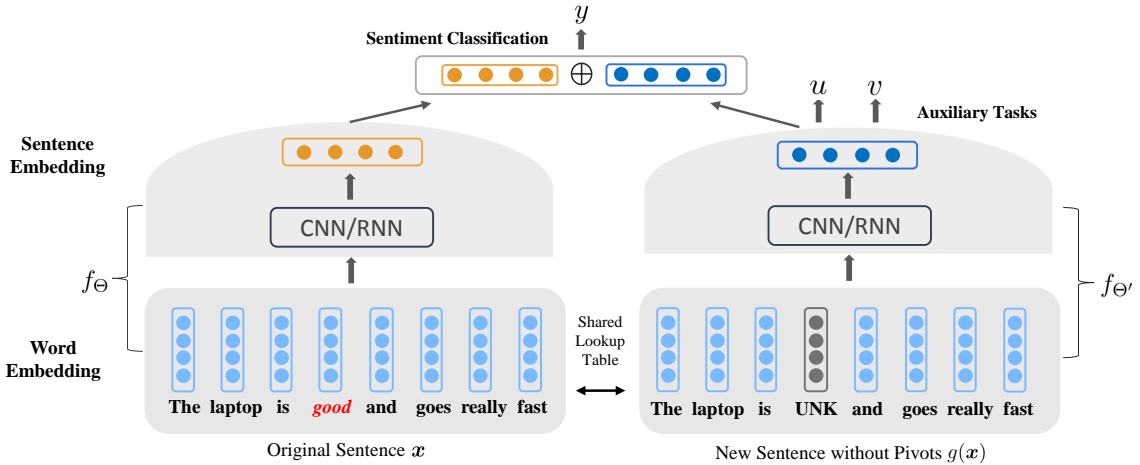 y
Sentiment Classification
⊕
u v
Auxiliary Tasks
Sentence
Embedding
CNN/RNN
CNN/RNN
f_Θ
f_Θ′
Word
Embedding
Shared
Lookup
Table
The laptop is good and goes really fast
The laptop is UNK and goes really fast
Original Sentence x
New Sentence without Pivots g(x)